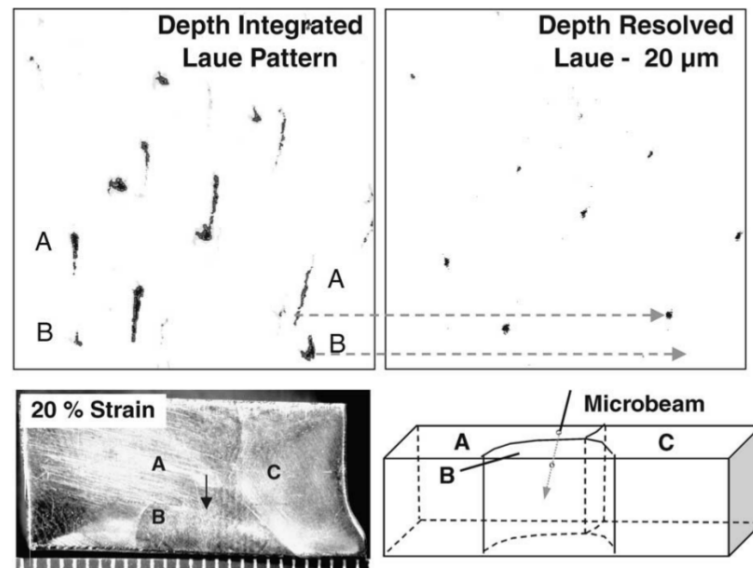 Depth Integrated
Laue Pattern
Depth Resolved
Laue - 20 µm
A
A
B
B
20 % Strain
A
C
B
Microbeam
A
C
B